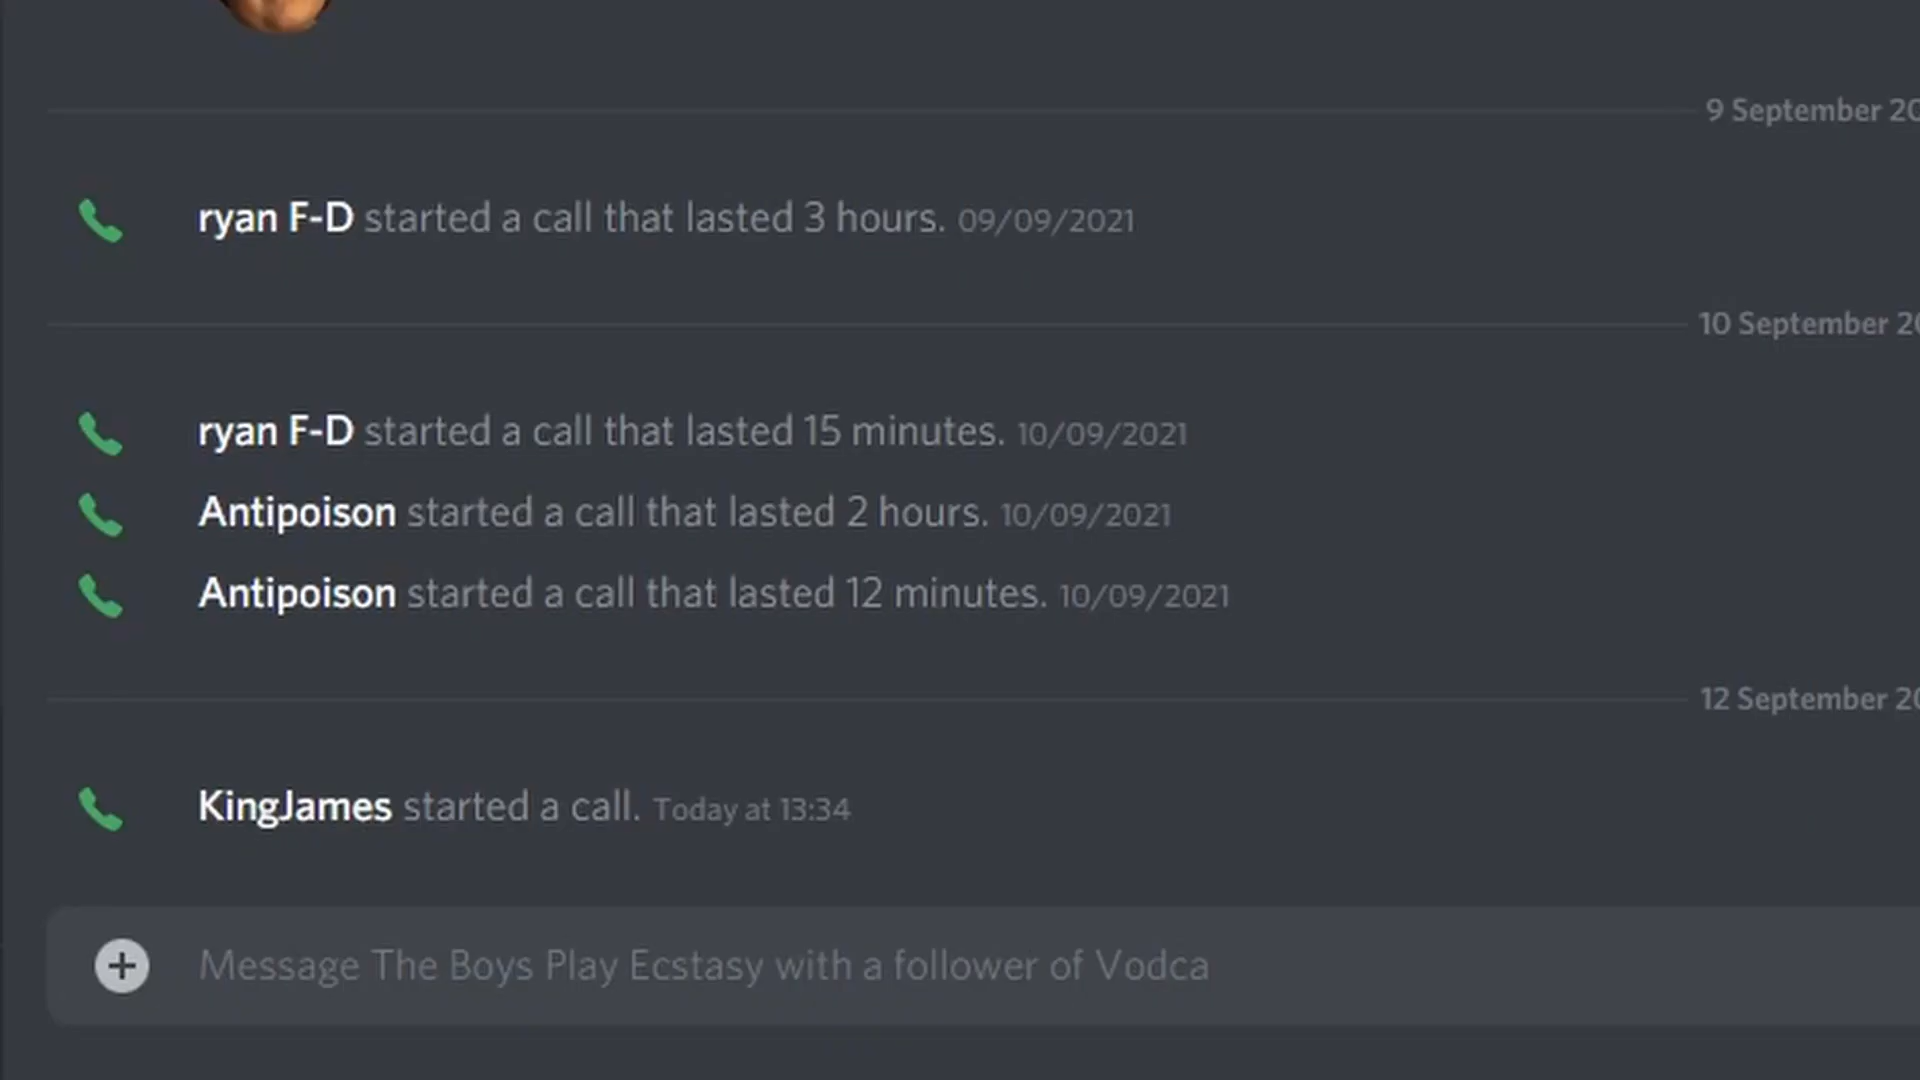 9 September 20
ryan F-D started a call that lasted 3 hours. 09/09/2021
10 September 20
ryan F-D started a call that lasted 15 minutes. 10/09/2021
Antipoison started a call that lasted 2 hours. 10/09/2021
Antipoison started a call that lasted 12 minutes. 10/09/2021
12 September 20
KingJames started a call. Today at 13:34
Message The Boys Play Ecstasy with a follower of Vodca